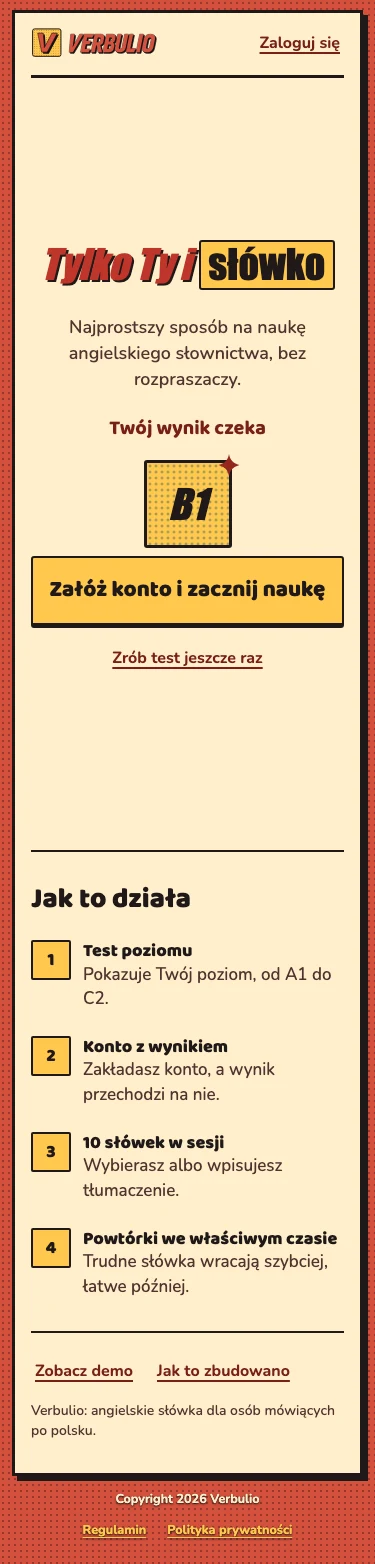 V VERBULIO
Zaloguj się
Tylko Ty i słówko
Najprostszy sposób na naukę
angielskiego słownictwa, bez
rozpraszaczy.
Twój wynik czeka
B1
Załóż konto i zacznij naukę
Zrób test jeszcze raz
Jak to działa
1
Test poziomu
Pokazuje Twój poziom, od A1 do
C2.
2
Konto z wynikiem
Zakładasz konto, a wynik
przechodzi na nie.
3
10 słówek w sesji
Wybierasz albo wpisujesz
tłumaczenie.
4
Powtórki we właściwym czasie
Trudne słówka wracają szybciej,
łatwe później.
Zobacz demo
Jak to zbudowano
Verbulio: angielskie słówka dla osób mówiących
po polsku.
Copyright 2026 Verbulio
Regulamin
Polityka prywatności